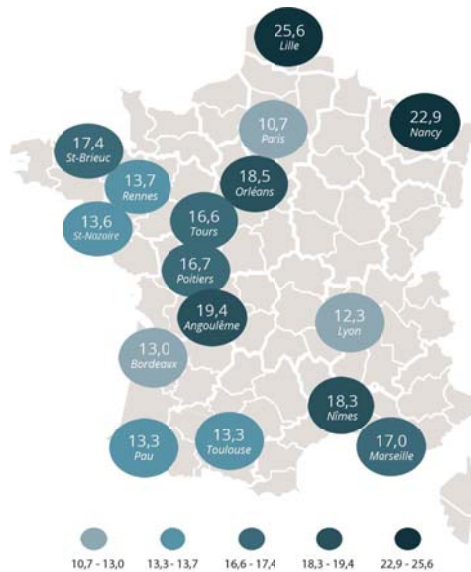 25,6
Lille
10,7
Paris
22,9
Nancy
17,4
St-Brieuc
13,7
Rennes
18,5
Orléans
13,6
St-Nazaire
16,6
Tours
16,7
Poitiers
19,4
Angoulême
12,3
Lyon
13,0
Bordeaux
18,3
Nîmes
13,3
Pau
13,3
Toulouse
17,0
Marseille
10,7 - 13,0
13,3 - 13,7
16,6 - 17,4
18,3 - 19,4
22,9 - 25,6